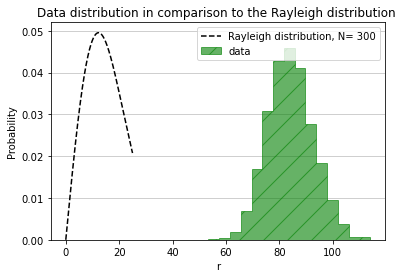 Data distribution in comparison to the Rayleigh distribution
Rayleigh distribution, N= 300
data
Probability
0.05
0.04
0.03
0.02
0.01
0.00
0
20
40
60
80
100
r